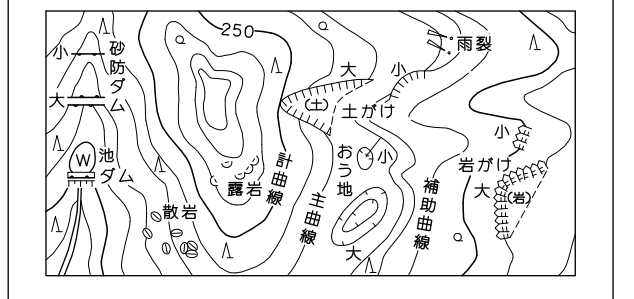 250
砂防ダム
小
大
池
ダム
W
散岩
露岩
計曲線
主曲線
大
(土)
土がけ
小
おう地
小
大
補助曲線
雨裂
小
岩がけ
大
(岩)